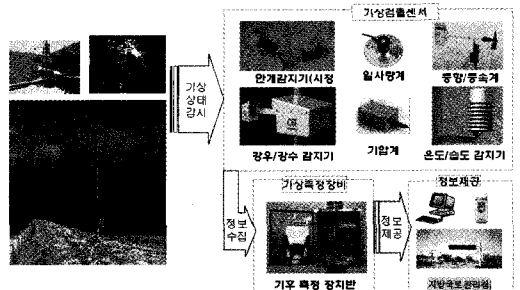 기상검출센서
기상
상태
감시
안개감지기(시정
일사량계
풍향/풍속계
강우/강수 감지기
기압계
온도/습도 감지기
정보
수집
기상측정장비
기후 측정 장치반
정보
제공
정보제공